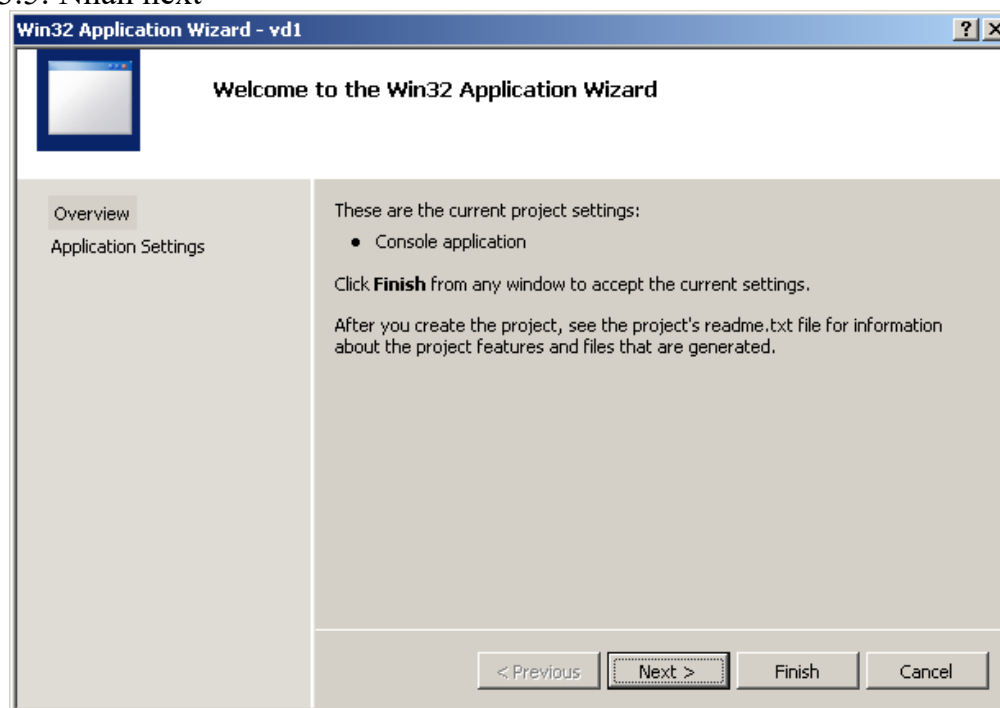 Win32 Application Wizard - vd1
Welcome to the Win32 Application Wizard
Overview
Application Settings
These are the current project settings:
• Console application
Click Finish from any window to accept the current settings.
After you create the project, see the project's readme.txt file for information
about the project features and files that are generated.
< Previous
Next >
Finish
Cancel